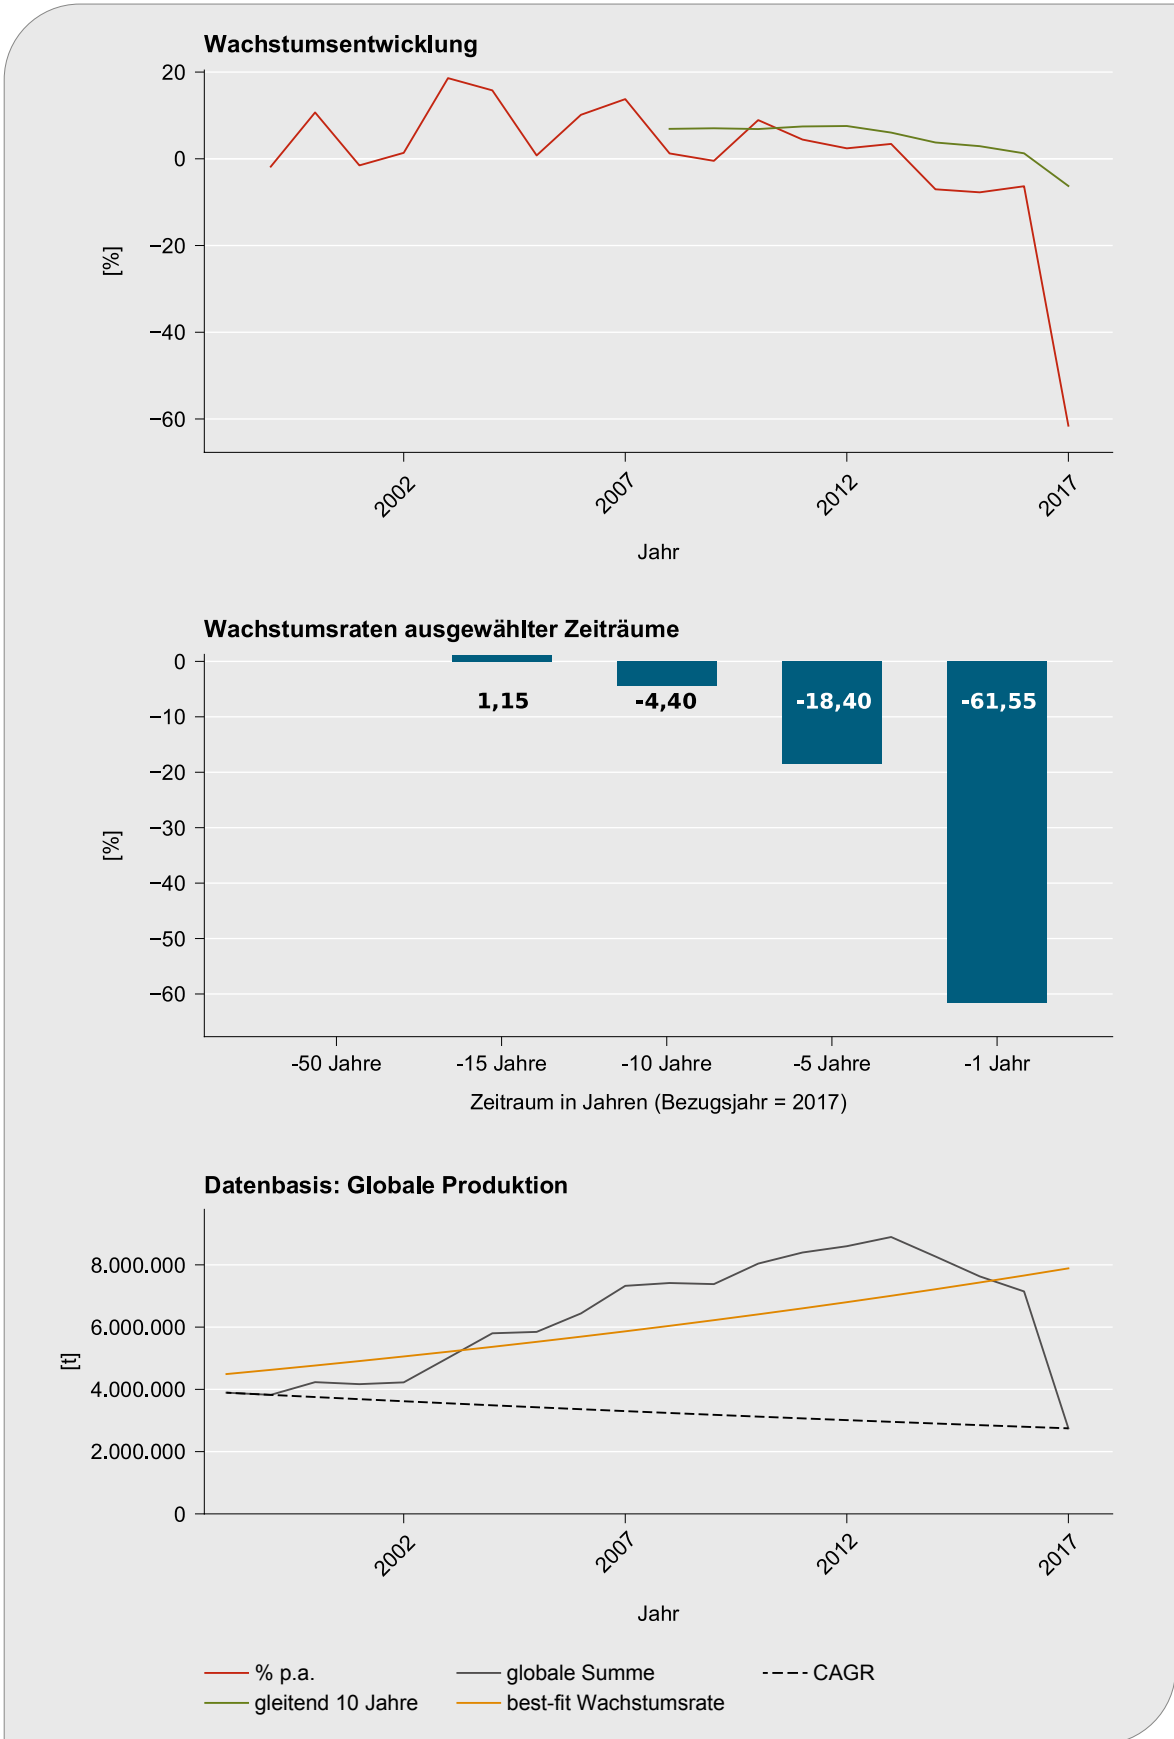 Wachstumsentwicklung
20
0
−20
−40
−60
[%]
2002
2007
2012
2017
Jahr
Wachstumsraten ausgewählter Zeiträume
0
−10
−20
−30
−40
−50
−60
[%]
1,15
-4,40
-18,40
-61,55
-50 Jahre
-15 Jahre
-10 Jahre
-5 Jahre
-1 Jahr
Zeitraum in Jahren (Bezugsjahr = 2017)
Datenbasis: Globale Produktion
8.000.000
6.000.000
4.000.000
2.000.000
0
[t]
2002
2007
2012
2017
Jahr
% p.a.
globale Summe
CAGR
gleitend 10 Jahre
best-fit Wachstumsrate